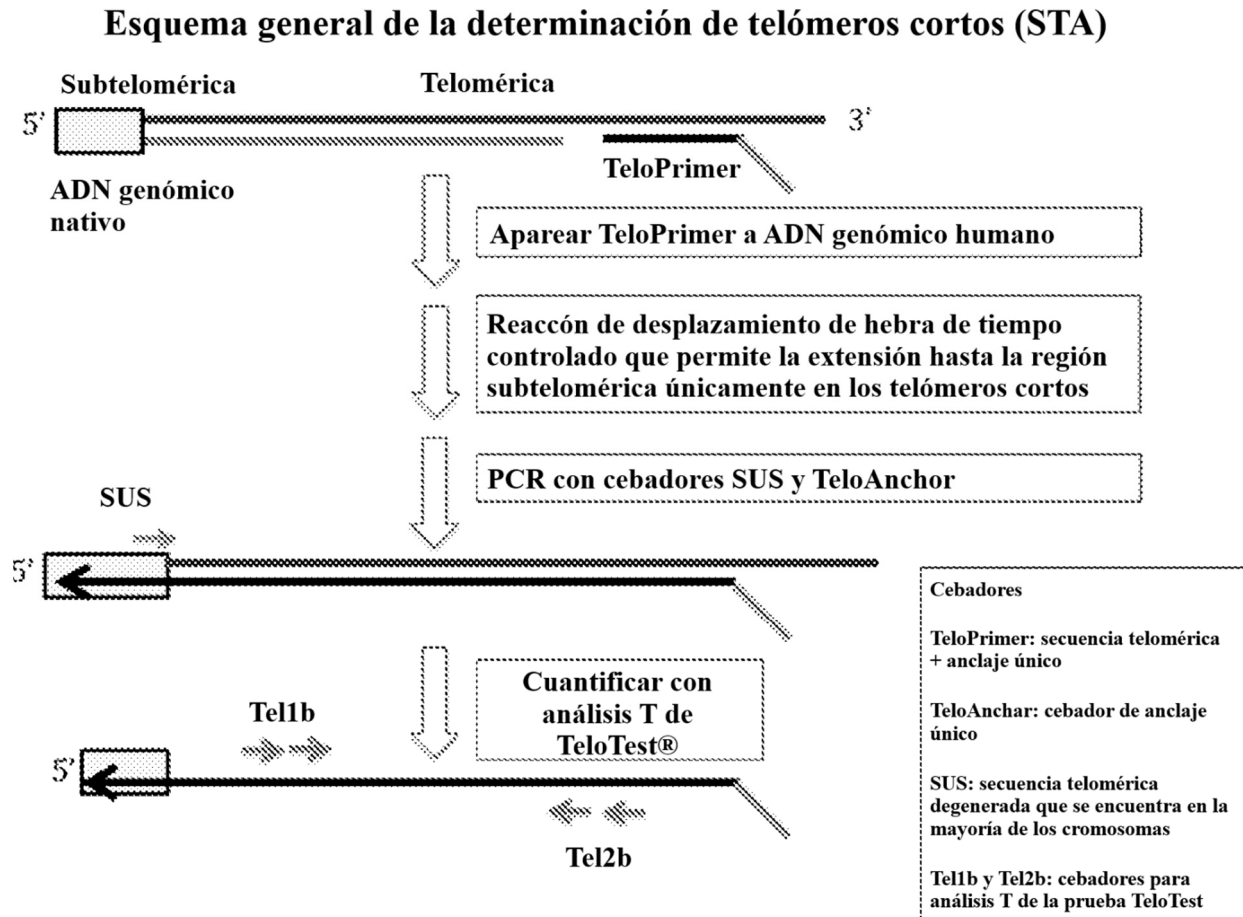 Esquema general de la determinación de telómeros cortos (STA)
Subtelomérica
Telomérica
5'
3'
TeloPrimer
ADN genómico
nativo
Aparear TeloPrimer a ADN genómico humano
Reaccón de desplazamiento de hebra de tiempo
controlado que permite la extensión hasta la región
subtelomérica únicamente en los telómeros cortos
PCR con cebadores SUS y TeloAnchor
SUS
5'
Cuantificar con
análisis T de
TeloTest®
Tel1b
5'
Tel2b
Cebadores
TeloPrimer: secuencia telomérica
+ anclaje único
TeloAnchar: cebador de anclaje
único
SUS: secuencia telomérica
degenerada que se encuentra en la
mayoría de los cromosomas
Tel1b y Tel2b: cebadores para
análisis T de la prueba TeloTest